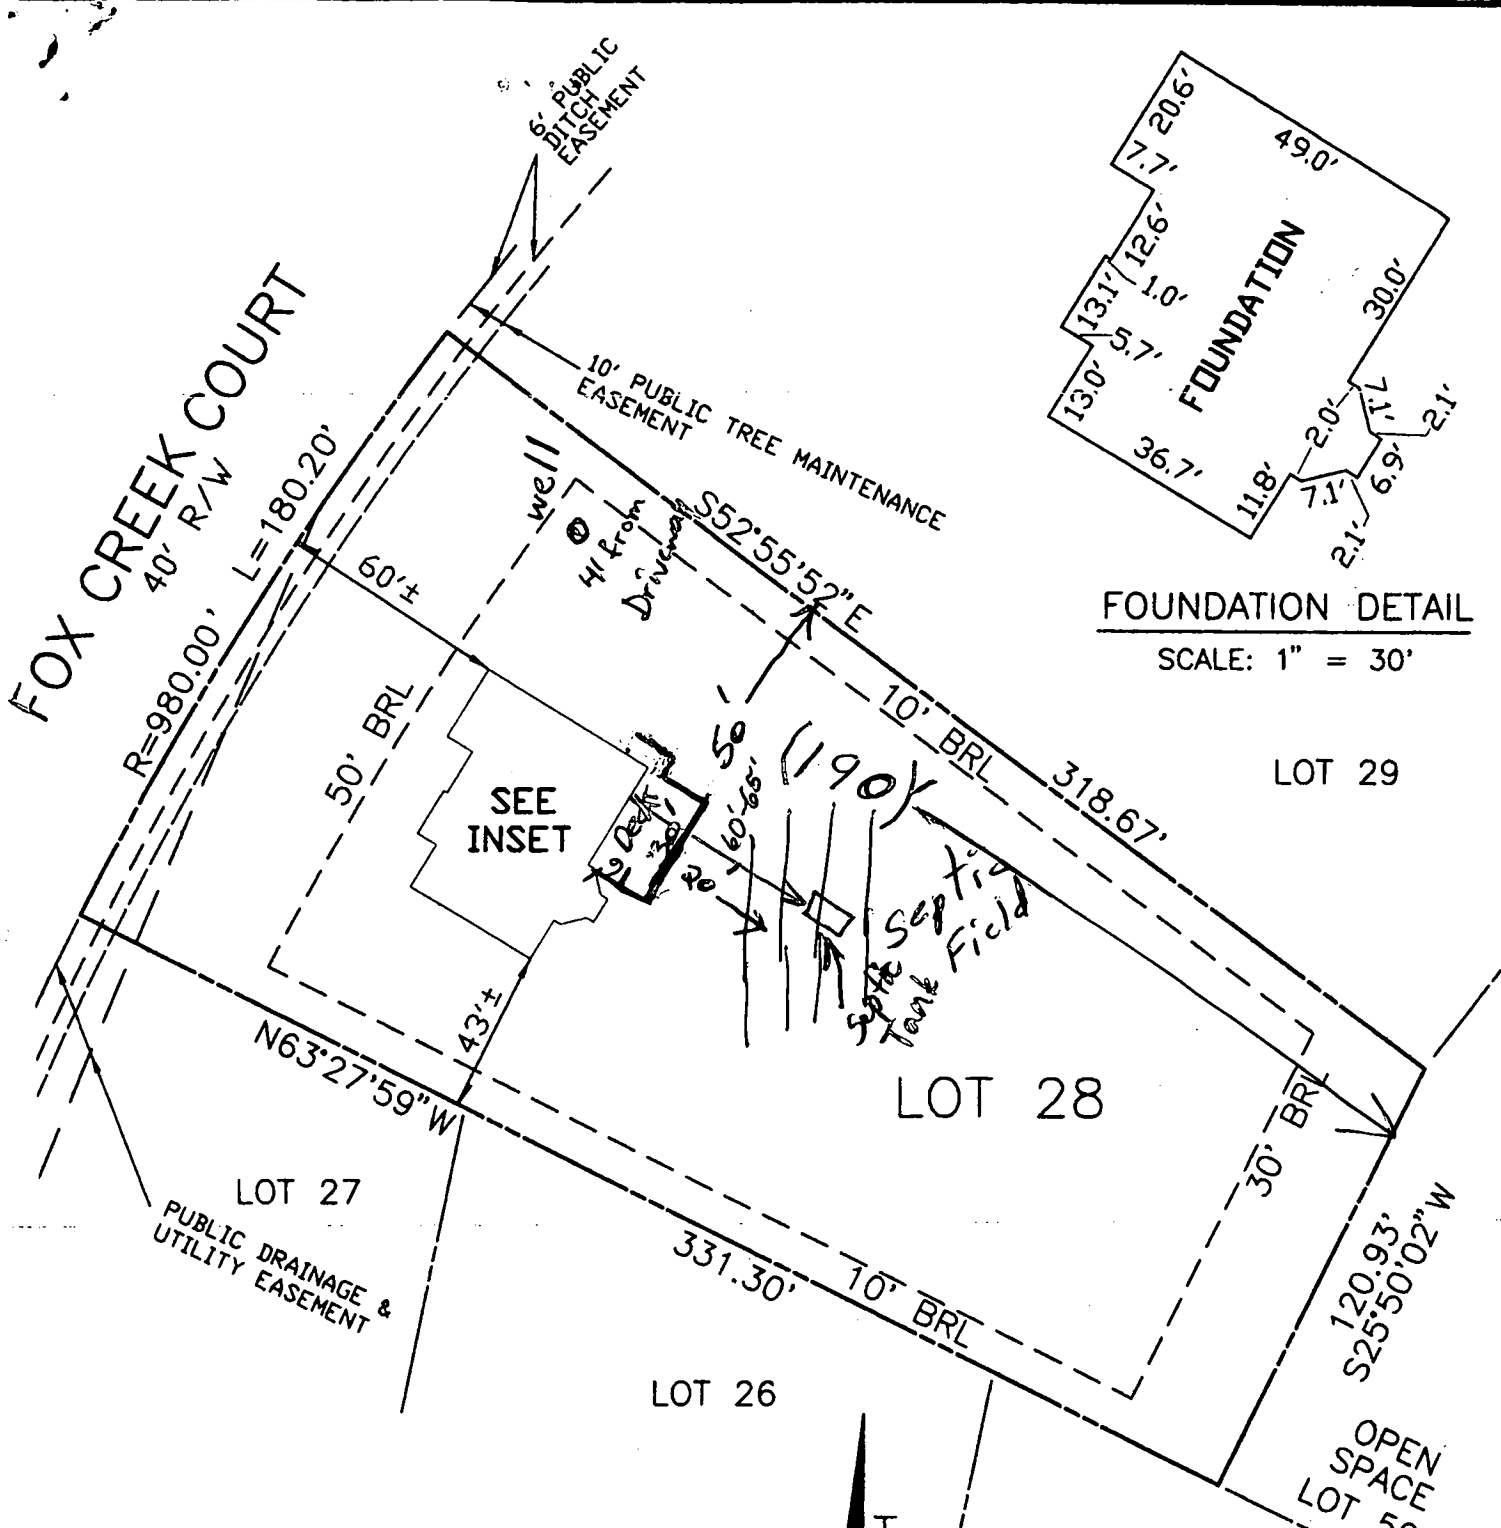 6' PUBLIC
DITCH
EASEMENT
20.6'
49.0'
7.7'
12.6'
1.0'
13.1'
5.7'
13.0'
30.0'
FOUNDATION
36.7'
11.8'
2.0'
7.1'
2.1'
6.9'
7.1'
2.1'
FOUNDATION DETAIL
SCALE: 1" = 30'
FOX CREEK COURT
40' R/W
L=180.20'
R=980.00'
10' PUBLIC TREE MAINTENANCE
EASEMENT
well
41 from
Driveway
S52°55'52"E
60'±
50' BRL
50'
10' BRL
318.67'
LOT 29
(190)
SEE
INSET
Deck
30'
12'
60'-65'
20
Septic
Field
Septic
Tank
43'±
N63°27'59"W
LOT 28
30' BRL
LOT 27
PUBLIC DRAINAGE &
UTILITY EASEMENT
331.30'
10' BRL
120.93'
S25°50'02"W
LOT 26
OPEN
SPACE
LOT